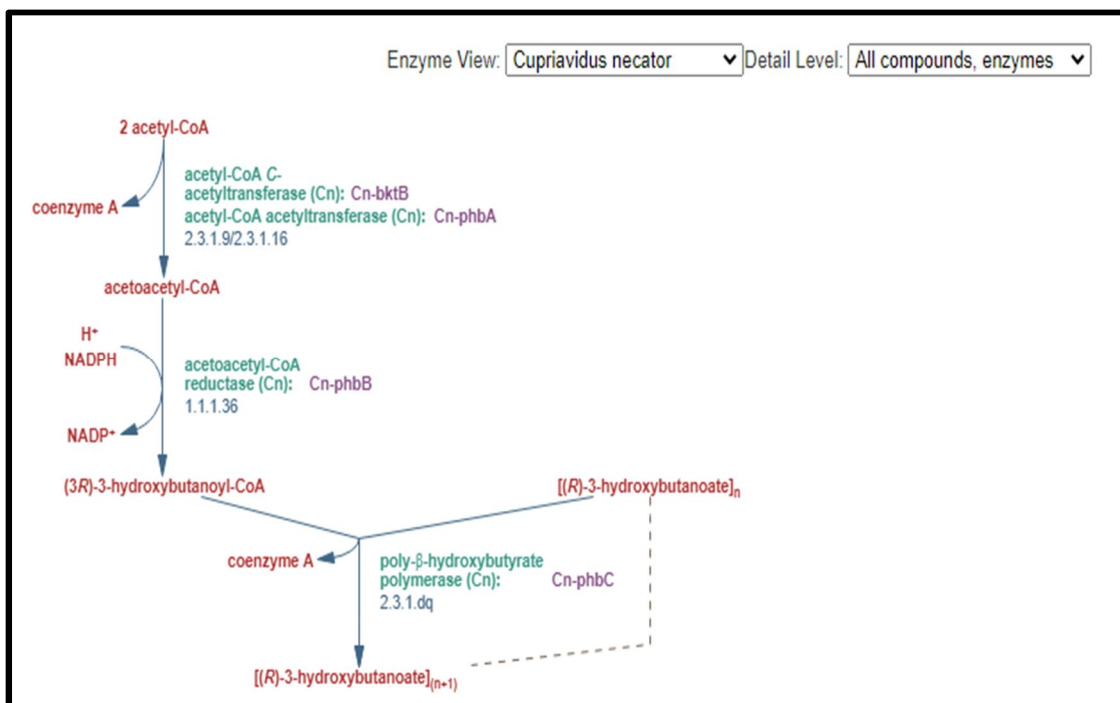 Enzyme View: Cupriavidus necator Detail Level: All compounds, enzymes
2 acetyl-CoA
acetyl-CoA C-
acetyltransferase (Cn): Cn-bktB
coenzyme A
acetyl-CoA acetyltransferase (Cn): Cn-phbA
2.3.1.9/2.3.1.16
acetoacetyl-CoA
H⁺
NADPH
acetoacetyl-CoA
reductase (Cn): Cn-phbB
1.1.1.36
NADP⁺
(3R)-3-hydroxybutanoyl-CoA [(R)-3-hydroxybutanoate]n
coenzyme A
poly-β-hydroxybutyrate
polymerase (Cn): Cn-phbC
2.3.1.dq
[(R)-3-hydroxybutanoate](n+1)